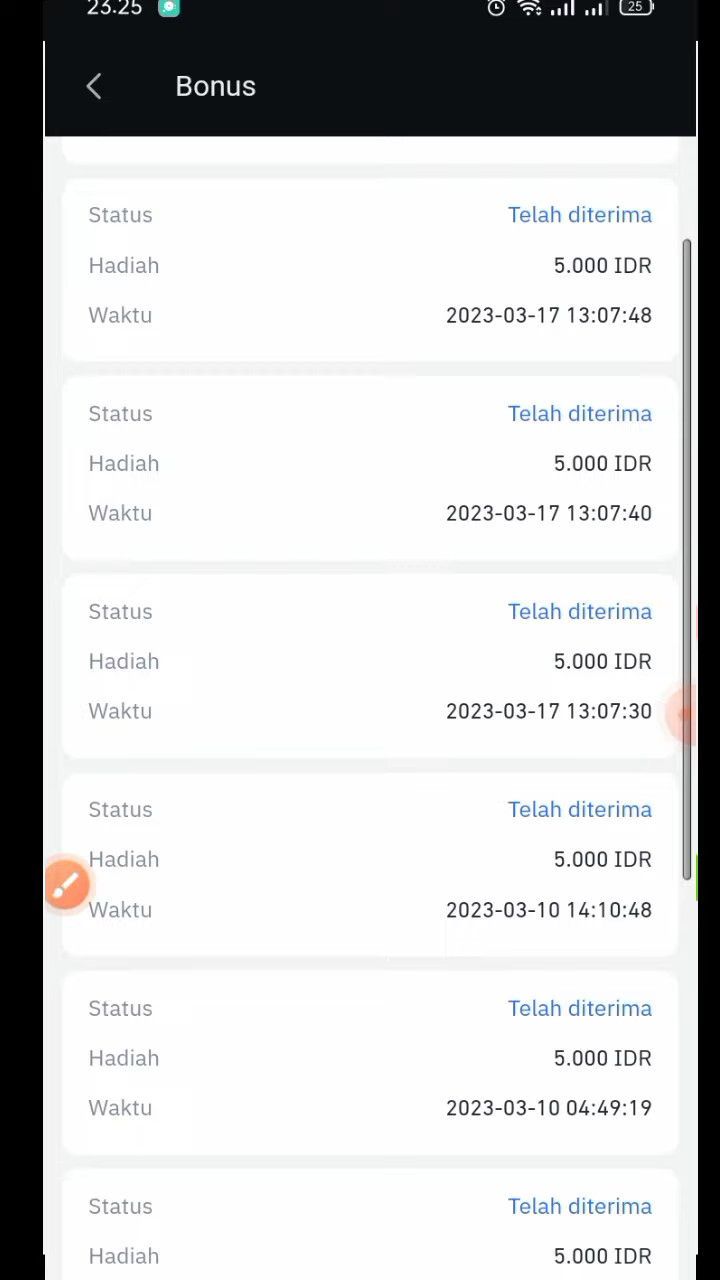 23.25
25
Bonus
Status Telah diterima
Hadiah 5.000 IDR
Waktu 2023-03-17 13:07:48
Status Telah diterima
Hadiah 5.000 IDR
Waktu 2023-03-17 13:07:40
Status Telah diterima
Hadiah 5.000 IDR
Waktu 2023-03-17 13:07:30
Status Telah diterima
Hadiah 5.000 IDR
Waktu 2023-03-10 14:10:48
Status Telah diterima
Hadiah 5.000 IDR
Waktu 2023-03-10 04:49:19
Status Telah diterima
Hadiah 5.000 IDR